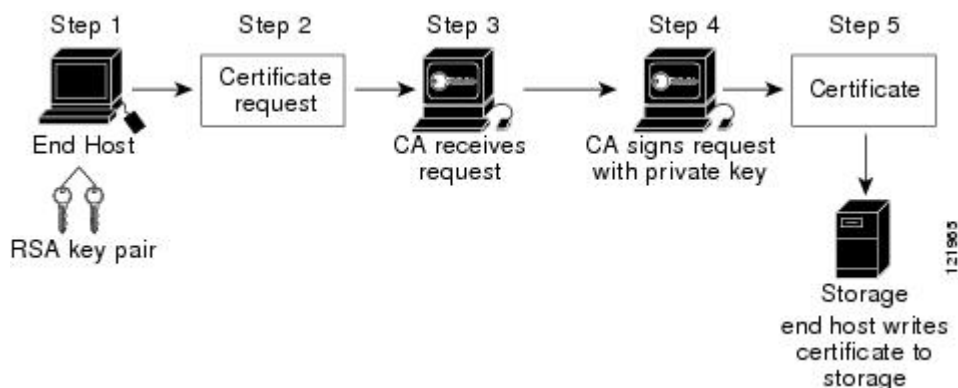 Step 1
Step 2
Step 3
Step 4
Step 5
Certificate
request
Certificate
End Host
CA receives
request
CA signs request
with private key
RSA key pair
Storage
end host writes
certificate to
storage
121965